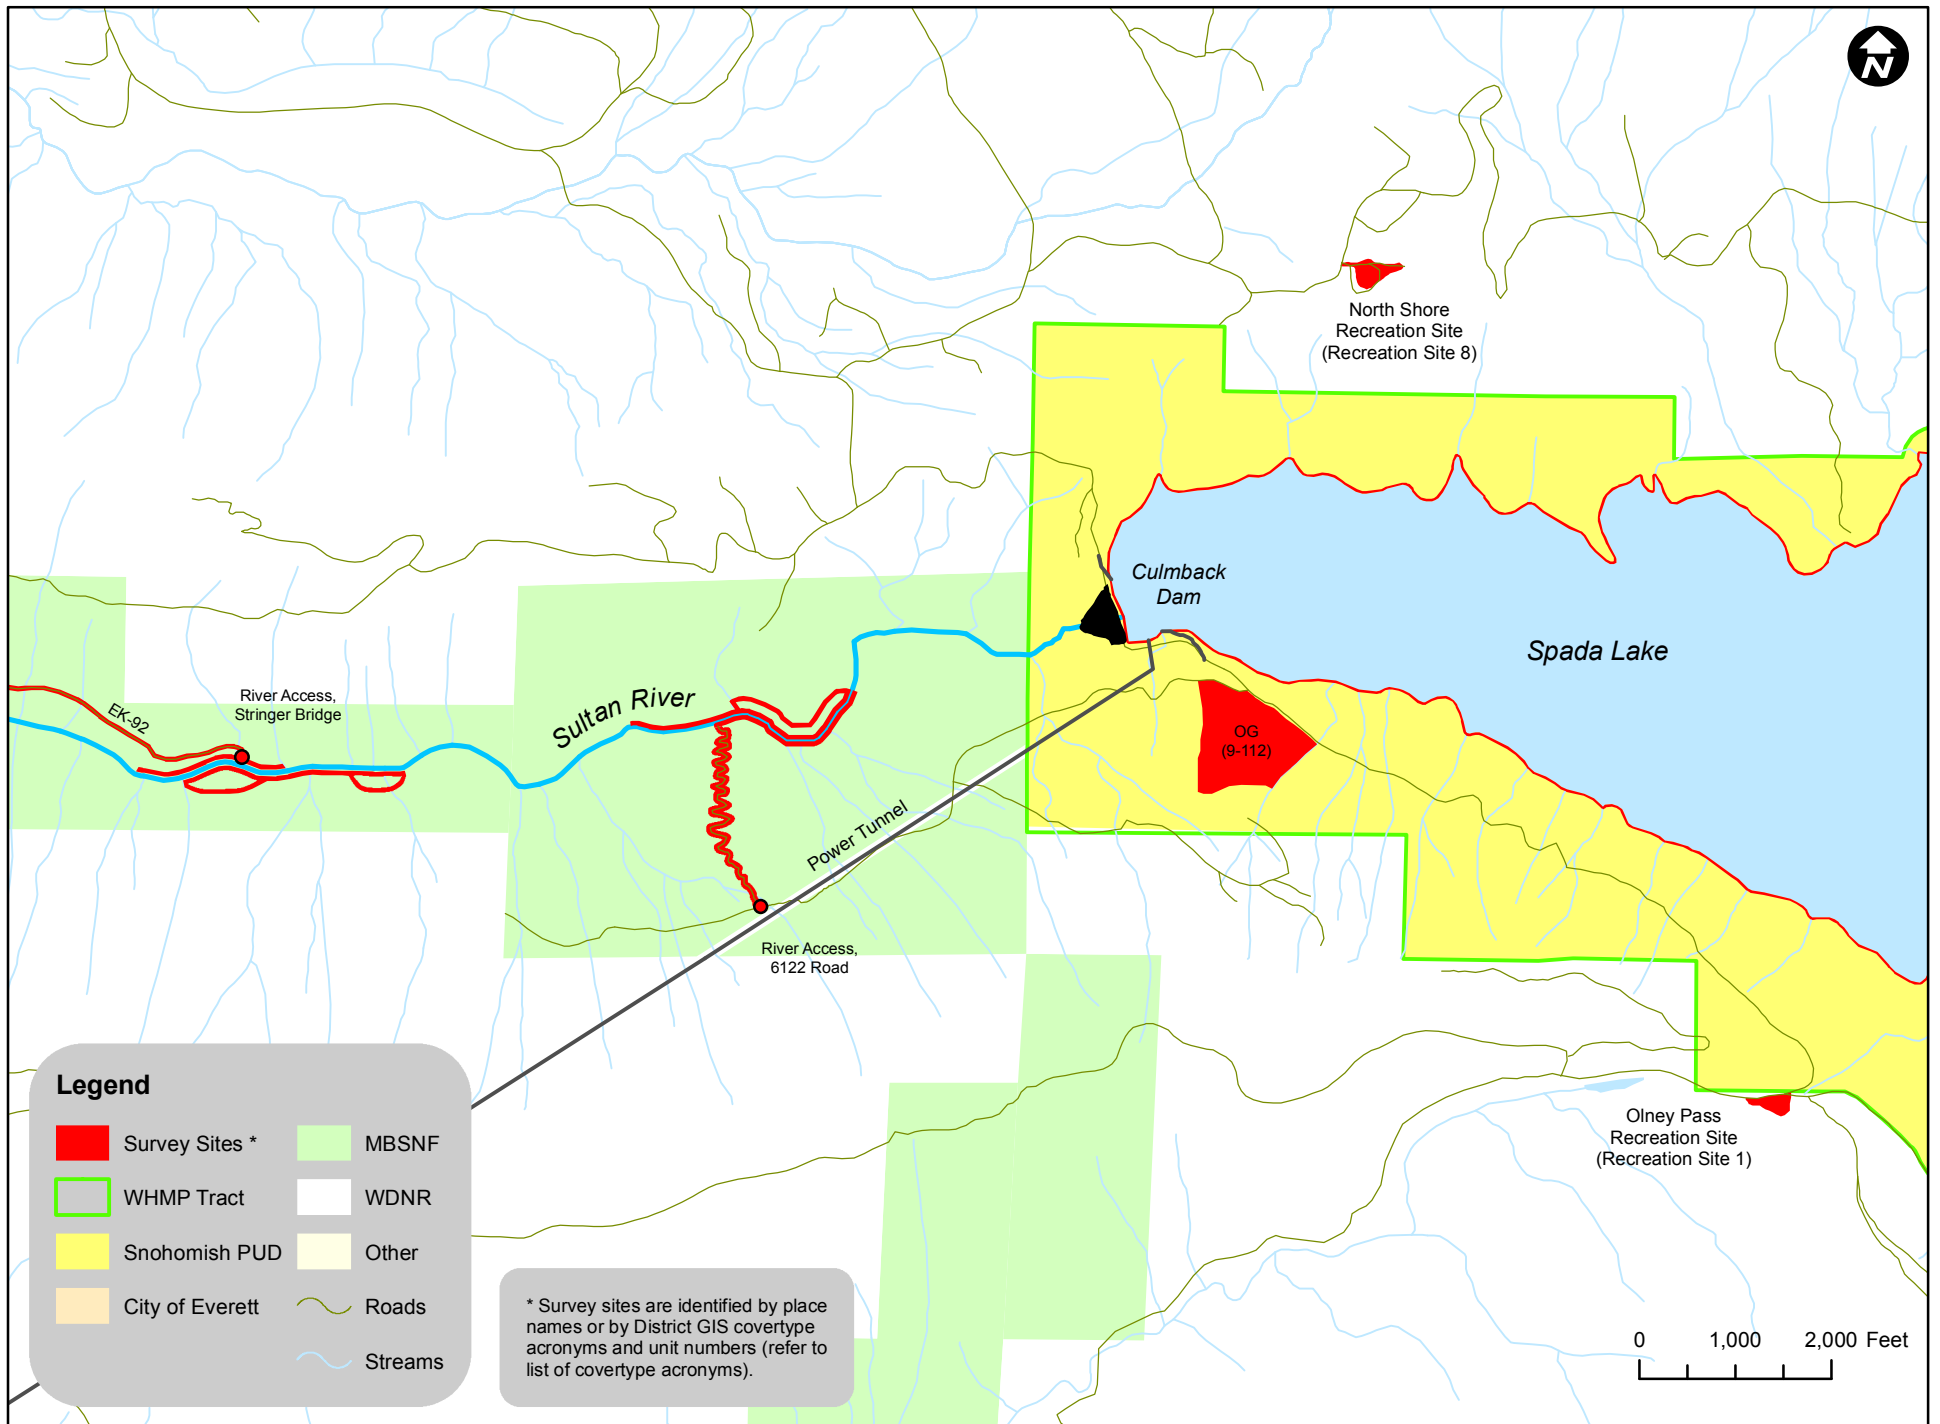 N
North Shore
Recreation Site
(Recreation Site 8)
Culmback
Dam
Spada Lake
Sultan River
River Access,
Stringer Bridge
EK-92
OG
(9-112)
Power Tunnel
River Access,
6122 Road
Olney Pass
Recreation Site
(Recreation Site 1)
Legend
Survey Sites *
MBSNF
WHMP Tract
WDNR
Snohomish PUD
Other
City of Everett
Roads
Streams
* Survey sites are identified by place
names or by District GIS covertype
acronyms and unit numbers (refer to
list of covertype acronyms).
0 1,000 2,000 Feet